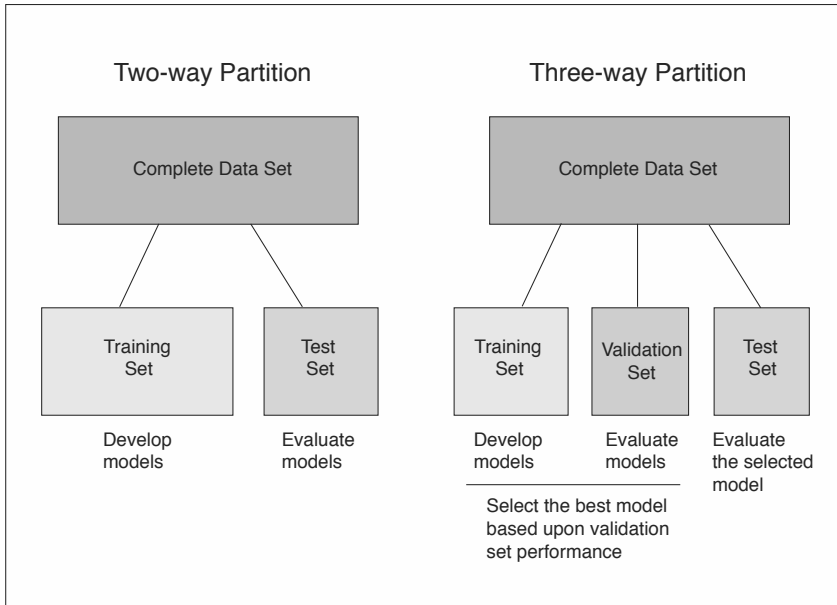 Two-way Partition
Complete Data Set
Training
Set
Test
Set
Develop
models
Evaluate
models
Three-way Partition
Complete Data Set
Training
Set
Validation
Set
Test
Set
Develop
models
Evaluate
models
Evaluate
the selected
model
Select the best model
based upon validation
set performance